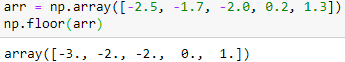 arr = np.array([-2.5, -1.7, -2.0, 0.2, 1.3])
np.floor(arr)
array([-3., -2., -2., 0., 1.])